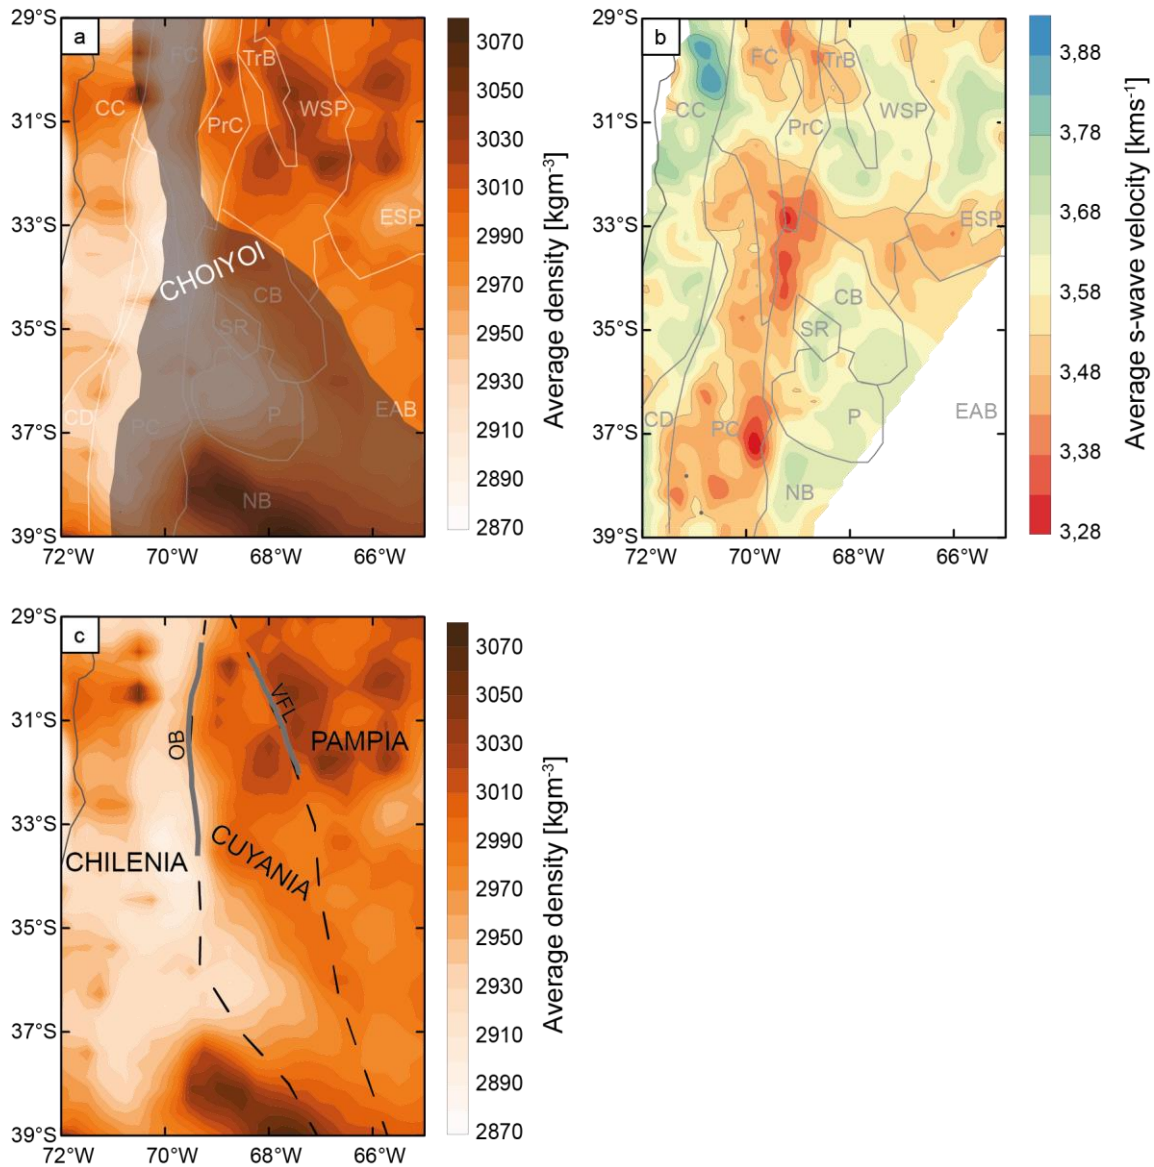 a
29°S
31°S
33°S
35°S
37°S
39°S
72°W
70°W
68°W
66°W
FC
TrB
CC
PrC
WSP
ESP
CHOIYOI
CB
SR
CD
PC
P
EAB
NB
3070
3050
3030
3010
2990
2970
2950
2930
2910
2890
2870
Average density [kgm-3]
b
29°S
31°S
33°S
35°S
37°S
39°S
72°W
70°W
68°W
66°W
FC
TrB
CC
PrC
WSP
ESP
CB
SR
CD
PC
P
EAB
NB
3,88
3,78
3,68
3,58
3,48
3,38
3,28
Average s-wave velocity [kms-1]
c
29°S
31°S
33°S
35°S
37°S
39°S
72°W
70°W
68°W
66°W
OB
VFL
PAMPIA
CHILENIA
CUYANIA
3070
3050
3030
3010
2990
2970
2950
2930
2910
2890
2870
Average density [kgm-3]